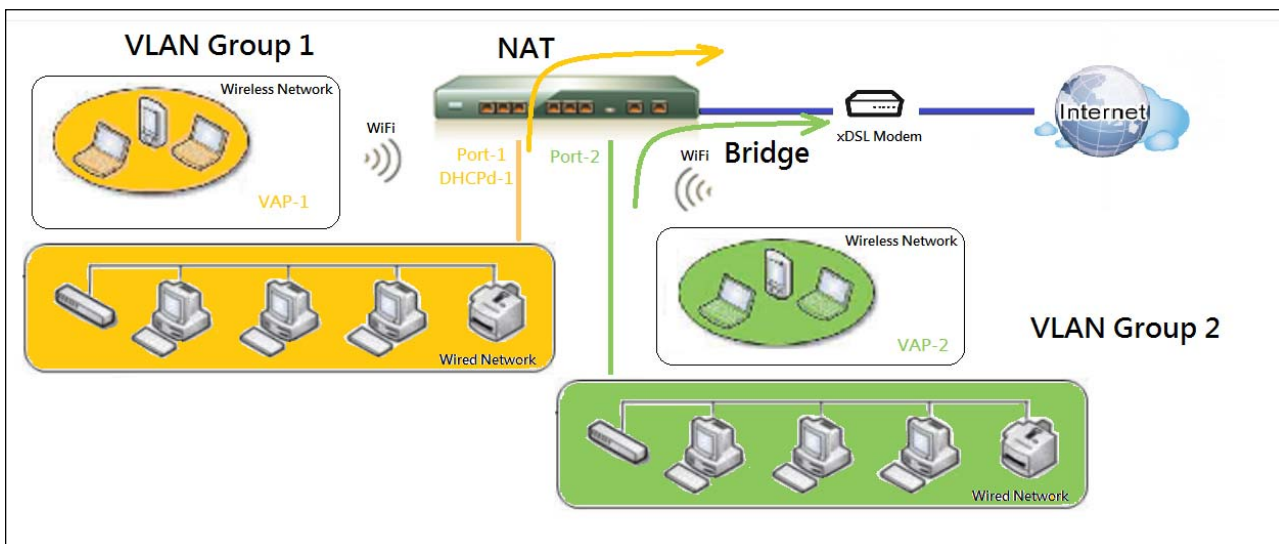 VLAN Group 1
NAT
Wireless Network
WiFi
VAP-1
Port-1
DHCPd-1
Port-2
WiFi
Bridge
xDSL Modem
Internet
Wired Network
Wireless Network
VAP-2
VLAN Group 2
Wired Network